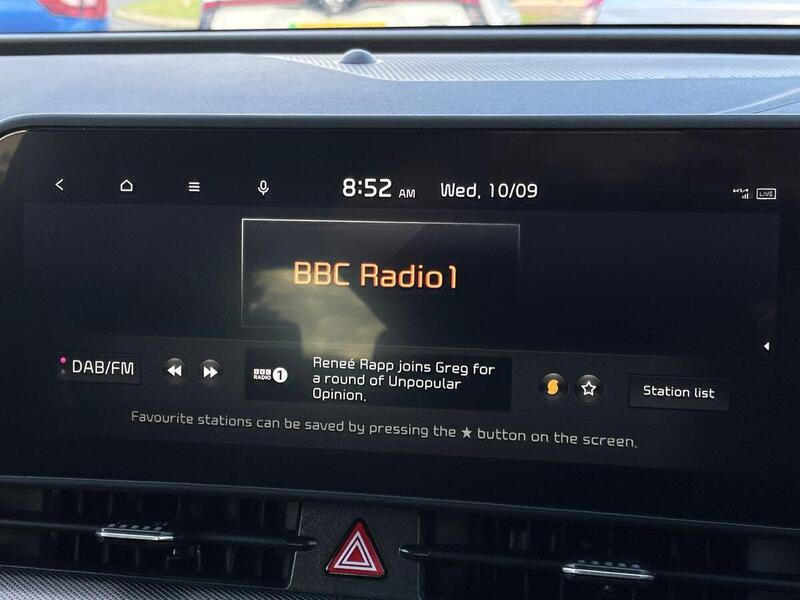 8:52 AM Wed, 10/09 LIVE
BBC Radio 1
DAB/FM
BBC
RADIO 1
Reneé Rapp joins Greg for
a round of Unpopular
Opinion.
Station list
Favourite stations can be saved by pressing the ★ button on the screen.